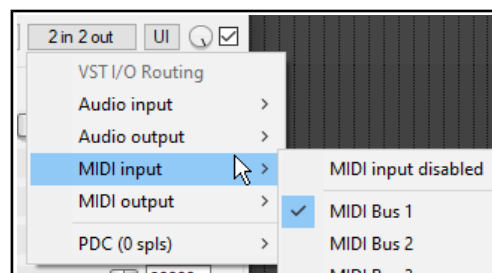 2 in 2 out UI
VST I/O Routing
Audio input >
Audio output >
MIDI input > MIDI input disabled
MIDI output > MIDI Bus 1
PDC (0 spls) > MIDI Bus 2